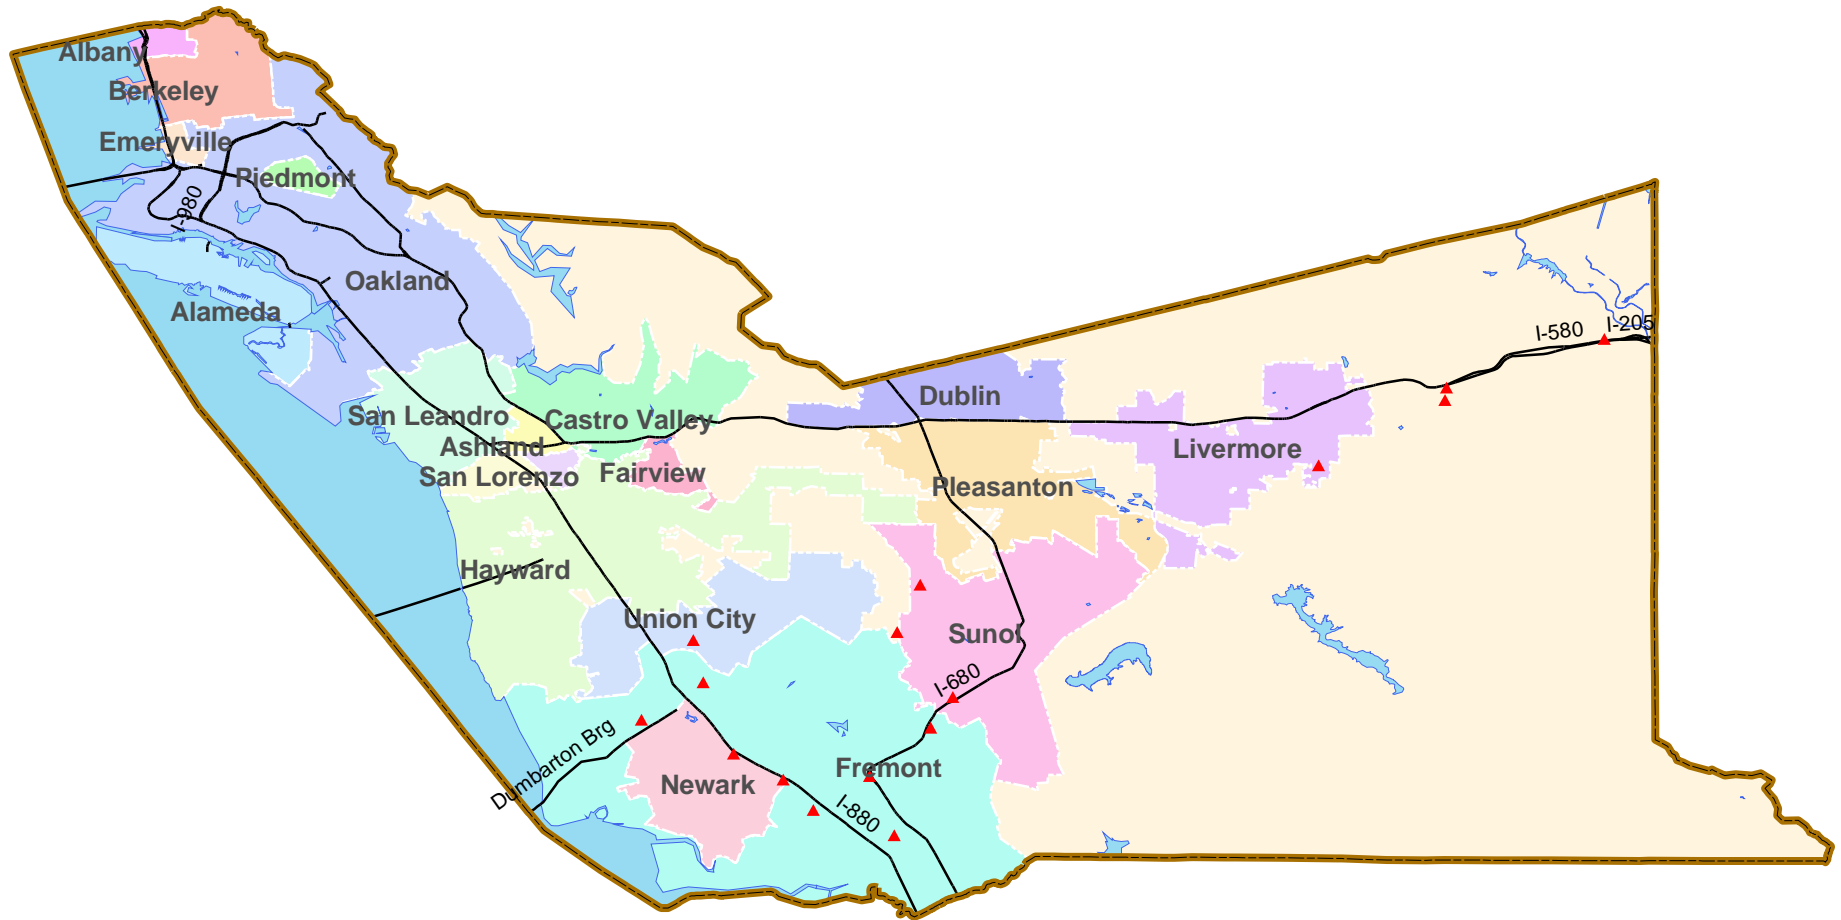 Albany
Berkeley
Emeryville
Piedmont
I-980
Oakland
Alameda
I-580
I-205
Dublin
San Leandro
Castro Valley
Ashland
Livermore
San Lorenzo
Fairview
Pleasanton
Hayward
Union City
Sunol
I-680
Dumbarton Brg
Fremont
Newark
I-880